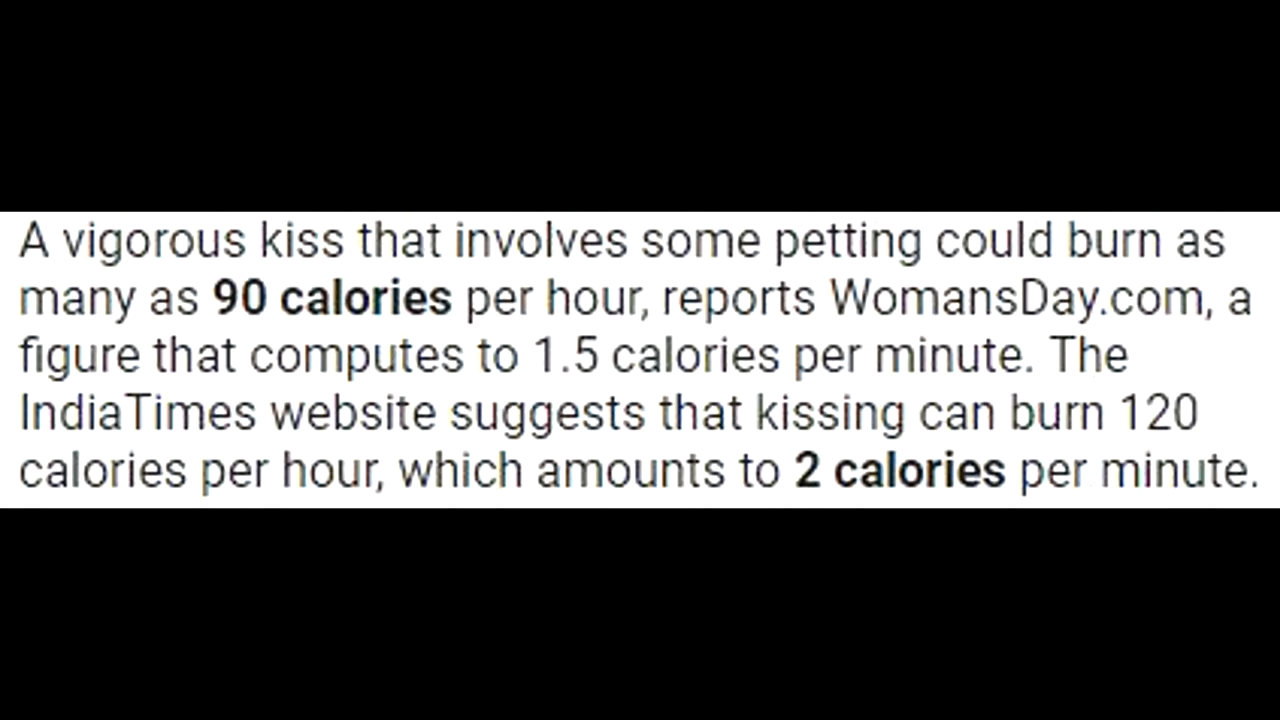 A vigorous kiss that involves some petting could burn as
many as 90 calories per hour, reports WomansDay.com, a
figure that computes to 1.5 calories per minute. The
IndiaTimes website suggests that kissing can burn 120
calories per hour, which amounts to 2 calories per minute.